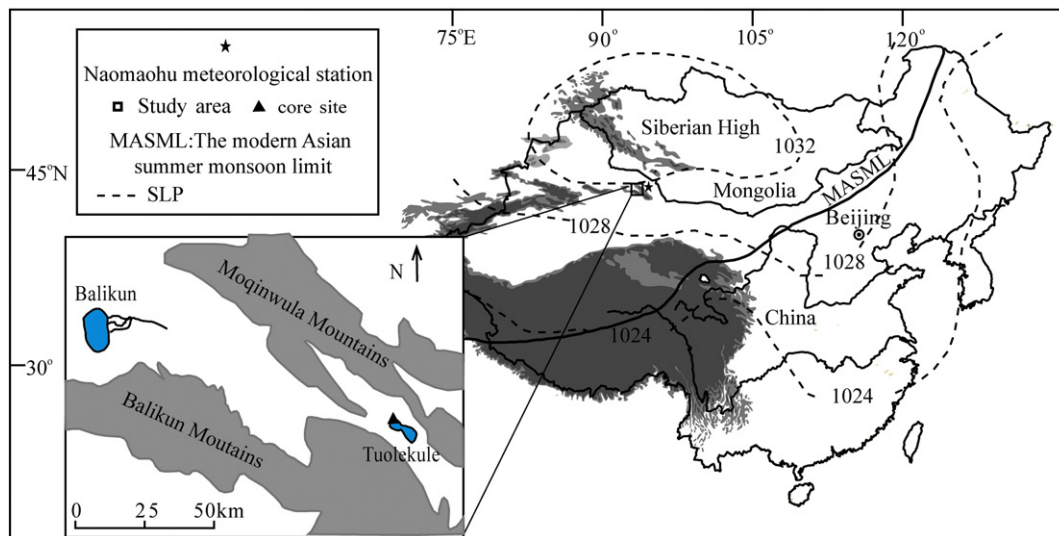 75°E
90°
105°
120°
45°N
30°
Naomaohu meteorological station
Study area
core site
MASML:The modern Asian
summer monsoon limit
SLP
Siberian High
1032
Mongolia
MASML
Beijing
1028
1028
China
1024
1024
N
Balikun
Moqinwula Mountains
Balikun Moutains
Tuolekule
0 25 50km